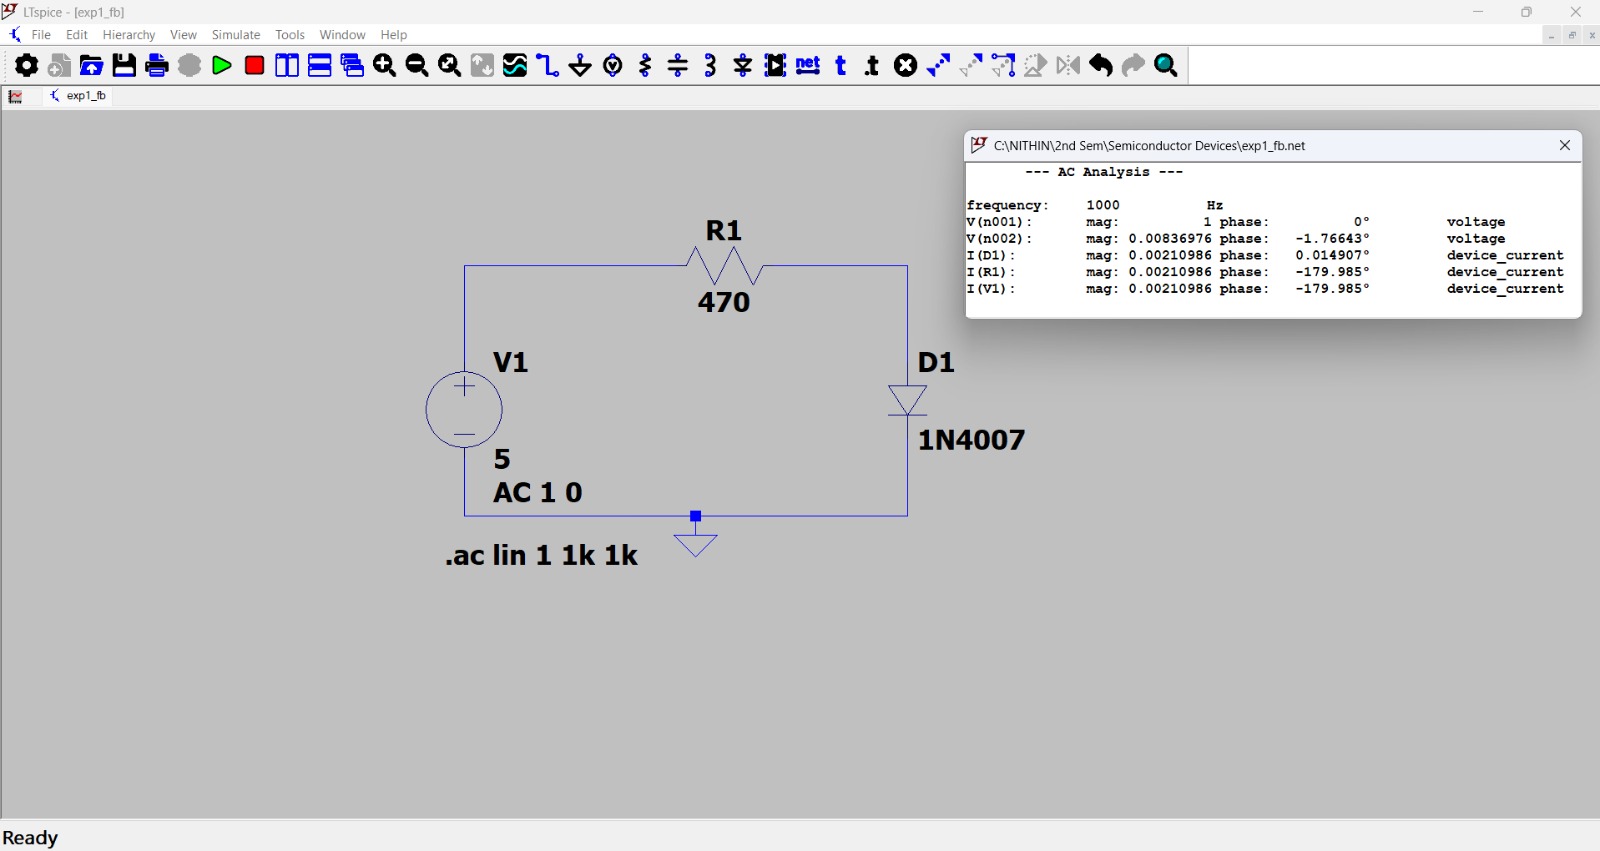 LTspice - [exp1_fb]
File Edit Hierarchy View Simulate Tools Window Help
net t .t
exp1_fb
C:\NITHIN\2nd Sem\Semiconductor Devices\exp1_fb.net
--- AC Analysis ---
frequency: 1000 Hz
V(n001): mag: 1 phase: 0° voltage
V(n002): mag: 0.00836976 phase: -1.76643° voltage
I(D1): mag: 0.00210986 phase: 0.014907° device_current
I(R1): mag: 0.00210986 phase: -179.985° device_current
I(V1): mag: 0.00210986 phase: -179.985° device_current
R1
470
V1
D1
1N4007
5
AC 1 0
.ac lin 1 1k 1k
Ready